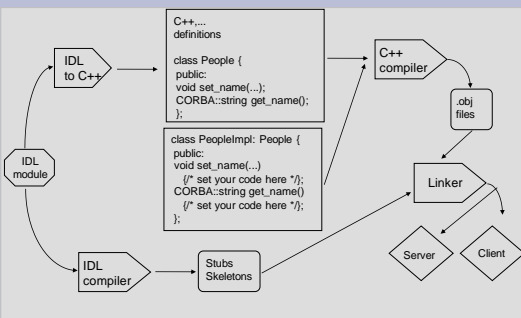 C++,...
definitions
class People {
public:
void set_name(...);
CORBA::string get_name();
};
IDL
to C++
C++
compiler
.obj
files
class PeopleImpl: People {
public:
void set_name(...)
{/* set your code here */};
CORBA::string get_name()
{/* set your code here */};
};
IDL
module
Linker
IDL
compiler
Stubs
Skeletons
Server
Client